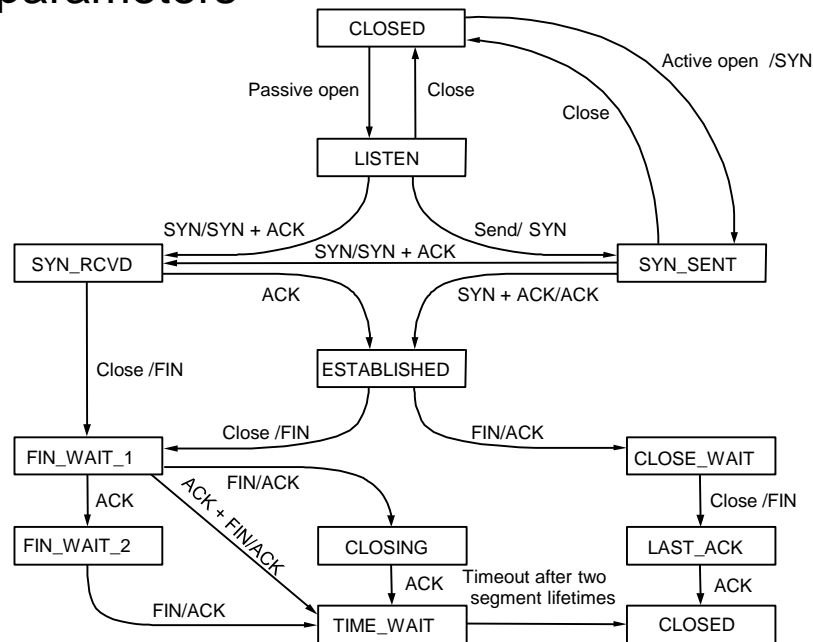 parameters
CLOSED
Active open /SYN
Passive open
Close
Close
LISTEN
SYN/SYN + ACK
Send/ SYN
SYN/SYN + ACK
SYN_RCVD
SYN_SENT
ACK
SYN + ACK/ACK
ESTABLISHED
Close /FIN
Close /FIN
FIN/ACK
FIN_WAIT_1
CLOSE_WAIT
FIN/ACK
ACK
ACK + FIN/ACK
Close /FIN
FIN_WAIT_2
CLOSING
LAST_ACK
ACK
Timeout after two
segment lifetimes
ACK
FIN/ACK
TIME_WAIT
CLOSED